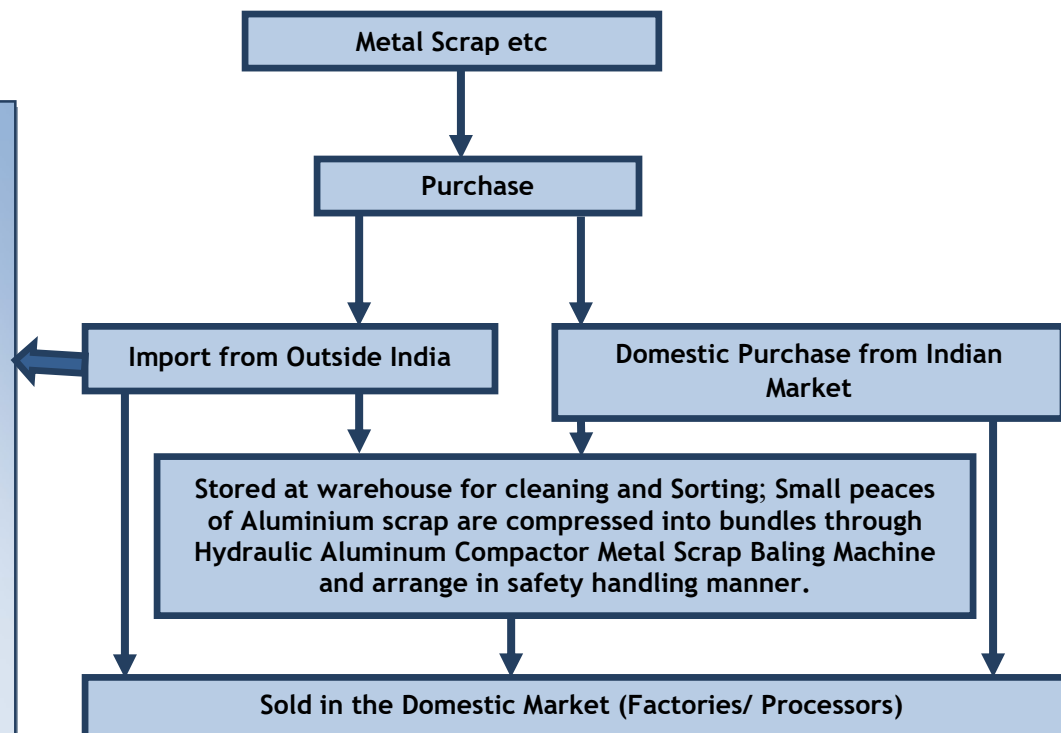 Metal Scrap etc
Purchase
Import from Outside India
Domestic Purchase from Indian
Market
Stored at warehouse for cleaning and Sorting; Small peaces
of Aluminium scrap are compressed into bundles through
Hydraulic Aluminum Compactor Metal Scrap Baling Machine
and arrange in safety handling manner.
Sold in the Domestic Market (Factories/ Processors)